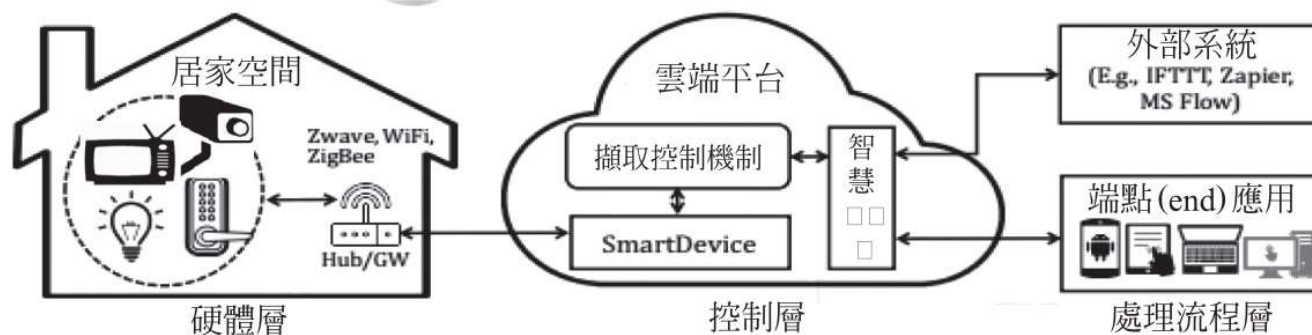 居家空間
Zwave, WiFi,
ZigBee
Hub/GW
硬體層
雲端平台
擷取控制機制
SmartDevice
智
慧
□□
□
控制層
外部系統
(E.g., IFTTT, Zapier,
MS Flow)
端點(end)應用
處理流程層